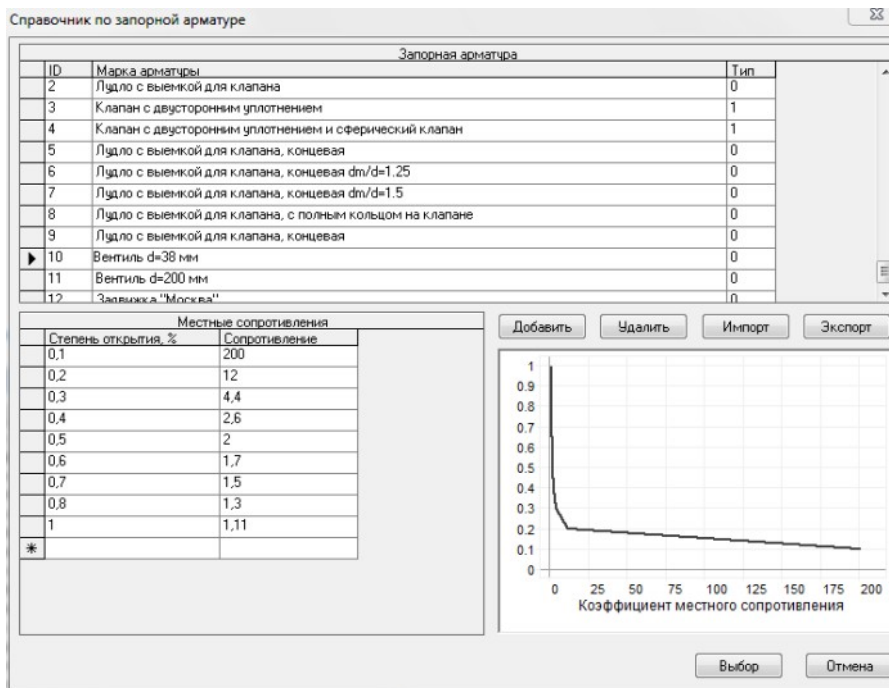 Справочник по запорной арматуре
Запорная арматура
ID Марка арматуры Тип
2 Лудло с выемкой для клапана 0
3 Клапан с двусторонним уплотнением 1
4 Клапан с двусторонним уплотнением и сферический клапан 1
5 Лудло с выемкой для клапана, концевая 0
6 Лудло с выемкой для клапана, концевая dm/d=1.25 0
7 Лудло с выемкой для клапана, концевая dm/d=1.5 0
8 Лудло с выемкой для клапана, с полным кольцом на клапане 0
9 Лудло с выемкой для клапана, концевая 0
10 Вентиль d=38 мм 0
11 Вентиль d=200 мм 0
12 Задвижка "Москва" 0
Местные сопротивления
Степень открытия, % Сопротивление
0,1 200
0,2 12
0,3 4,4
0,4 2,6
0,5 2
0,6 1,7
0,7 1,5
0,8 1,3
1 1,11
Добавить Удалить Импорт Экспорт
1
0.9
0.8
0.7
0.6
0.5
0.4
0.3
0.2
0.1
0
0 25 50 75 100 125 150 175 200
Коэффициент местного сопротивления
Выбор Отмена